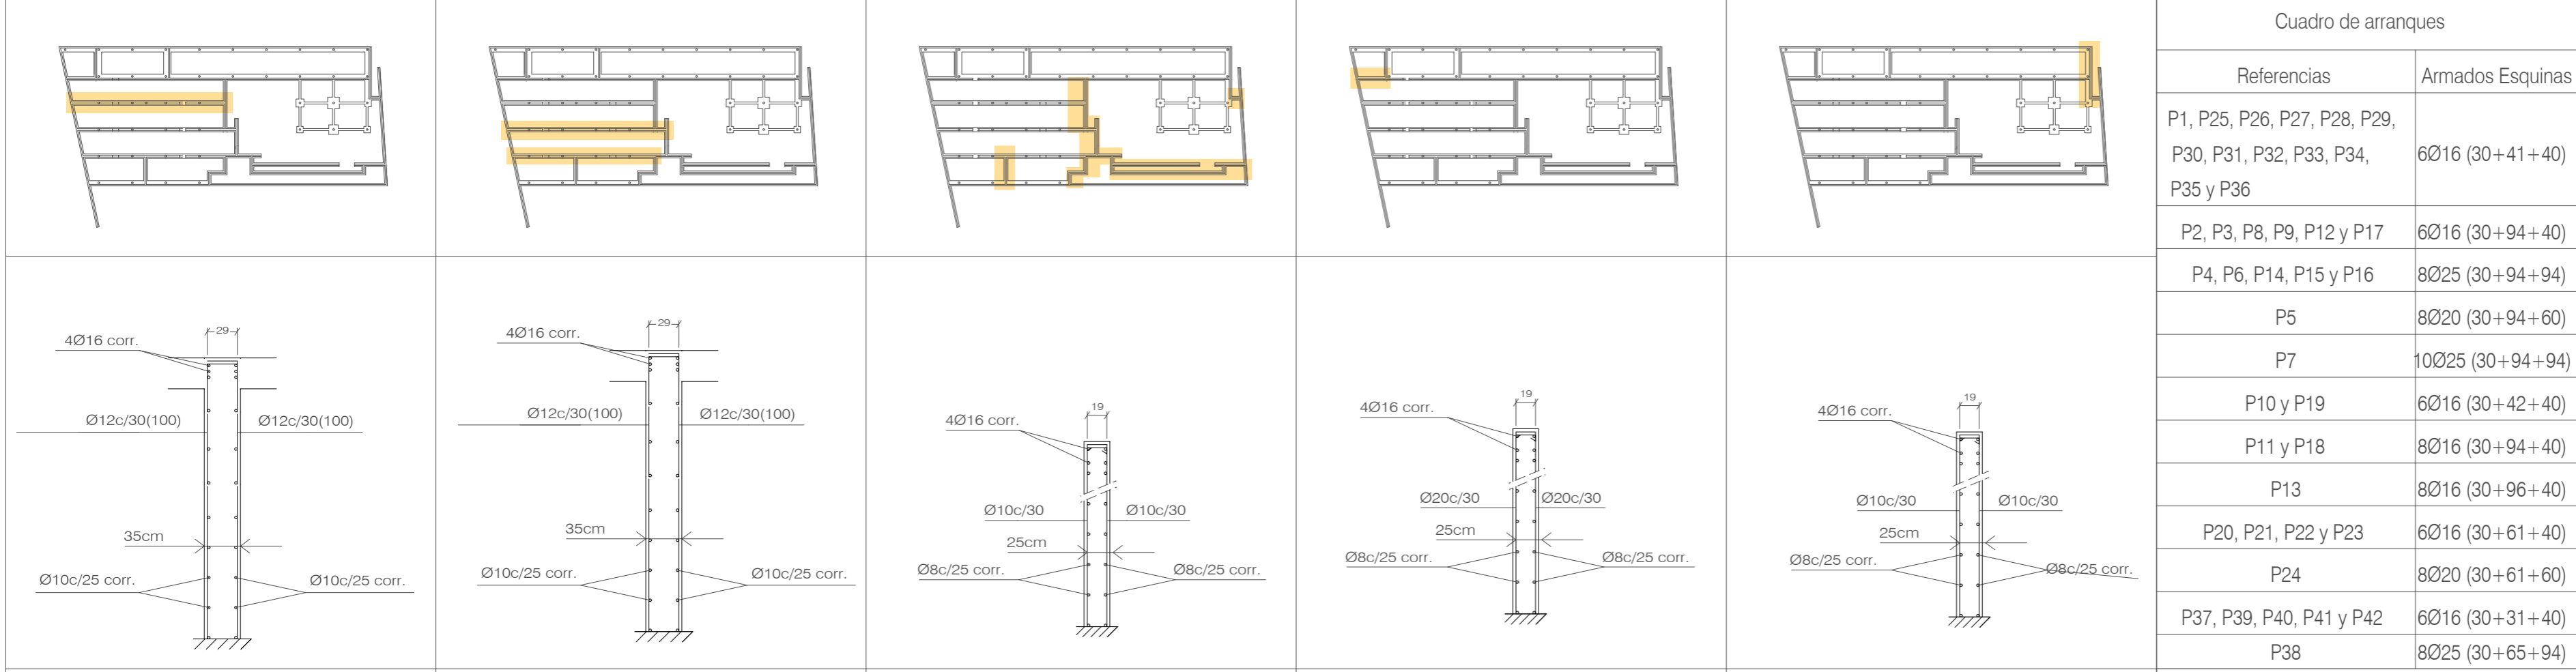 29
4Ø16 corr.
Ø12c/30(100)
Ø12c/30(100)
35cm
Ø10c/25 corr.
Ø10c/25 corr.
29
4Ø16 corr.
Ø12c/30(100)
Ø12c/30(100)
35cm
Ø10c/25 corr.
Ø10c/25 corr.
19
4Ø16 corr.
Ø10c/30
Ø10c/30
25cm
Ø8c/25 corr.
Ø8c/25 corr.
19
4Ø16 corr.
Ø20c/30
Ø20c/30
25cm
Ø8c/25 corr.
Ø8c/25 corr.
19
4Ø16 corr.
Ø10c/30
Ø10c/30
25cm
Ø8c/25 corr.
Ø8c/25 corr.
Cuadro de arranques
Referencias Armados Esquinas
P1, P25, P26, P27, P28, P29,
P30, P31, P32, P33, P34,
P35 y P36
6Ø16 (30+41+40)
P2, P3, P8, P9, P12 y P17 6Ø16 (30+94+40)
P4, P6, P14, P15 y P16 8Ø25 (30+94+94)
P5 8Ø20 (30+94+60)
P7 10Ø25 (30+94+94)
P10 y P19 6Ø16 (30+42+40)
P11 y P18 8Ø16 (30+94+40)
P13 8Ø16 (30+96+40)
P20, P21, P22 y P23 6Ø16 (30+61+40)
P24 8Ø20 (30+61+60)
P37, P39, P40, P41 y P42 6Ø16 (30+31+40)
P38 8Ø25 (30+65+94)